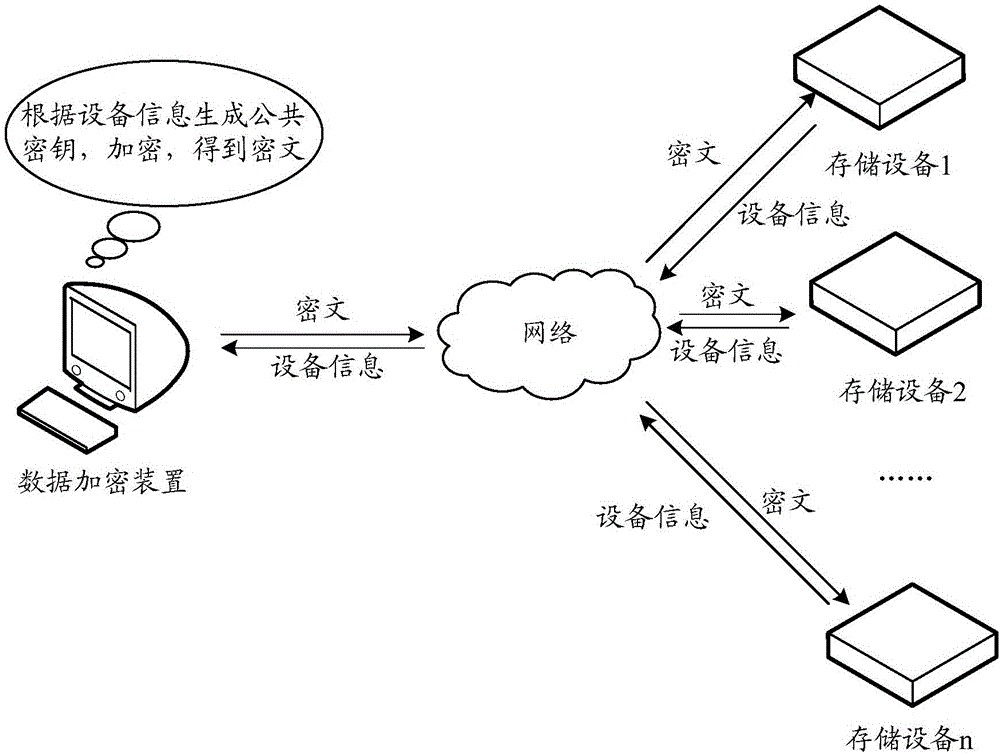 根据设备信息生成公共
密钥，加密，得到密文
数据加密装置
密文
设备信息
网络
密文
设备信息
存储设备1
密文
设备信息
存储设备2
……
设备信息
密文
存储设备n